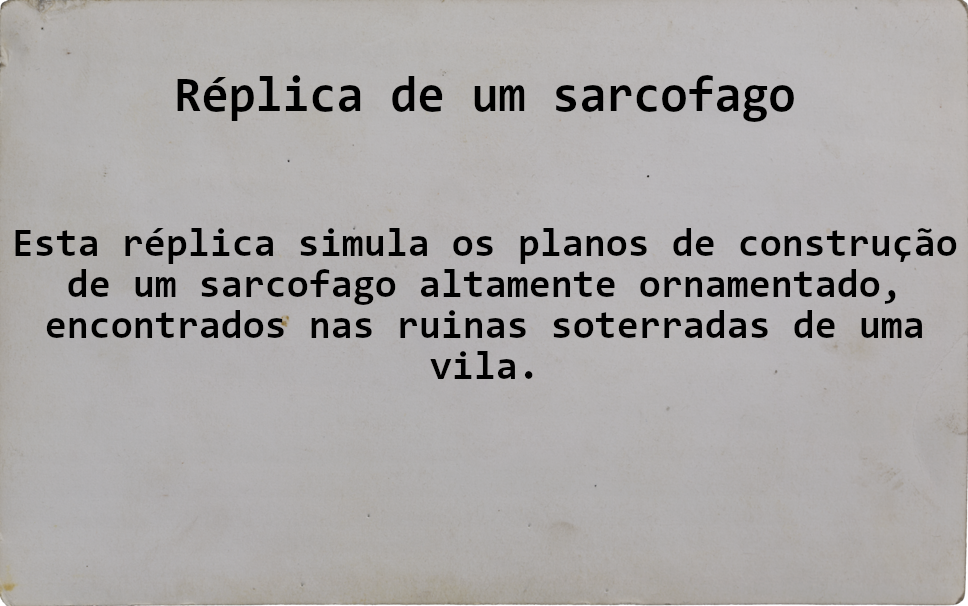 Réplica de um sarcofago
Esta réplica simula os planos de construção
de um sarcofago altamente ornamentado,
encontrados nas ruinas soterradas de uma
vila.